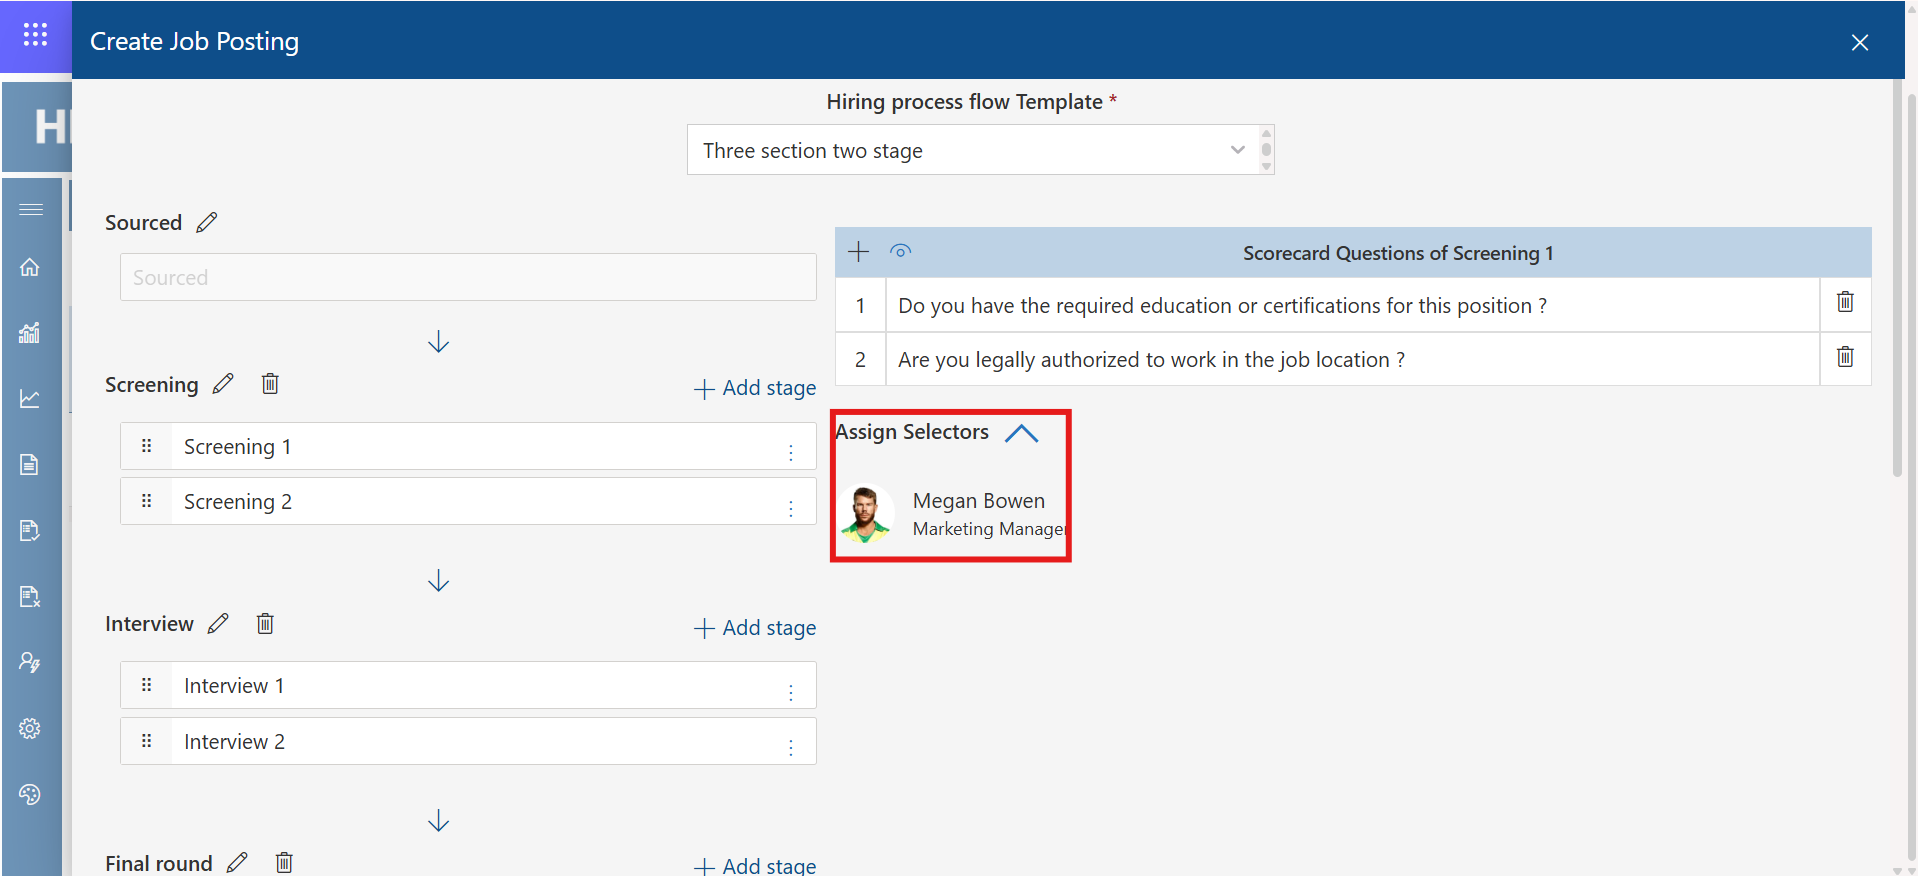 Create Job Posting
Hiring process flow Template *
Three section two stage
Sourced
Sourced
Screening
Add stage
Screening 1
Screening 2
Interview
Add stage
Interview 1
Interview 2
Final round
Add stage
Scorecard Questions of Screening 1
1 Do you have the required education or certifications for this position ?
2 Are you legally authorized to work in the job location ?
Assign Selectors
Megan Bowen
Marketing Manager